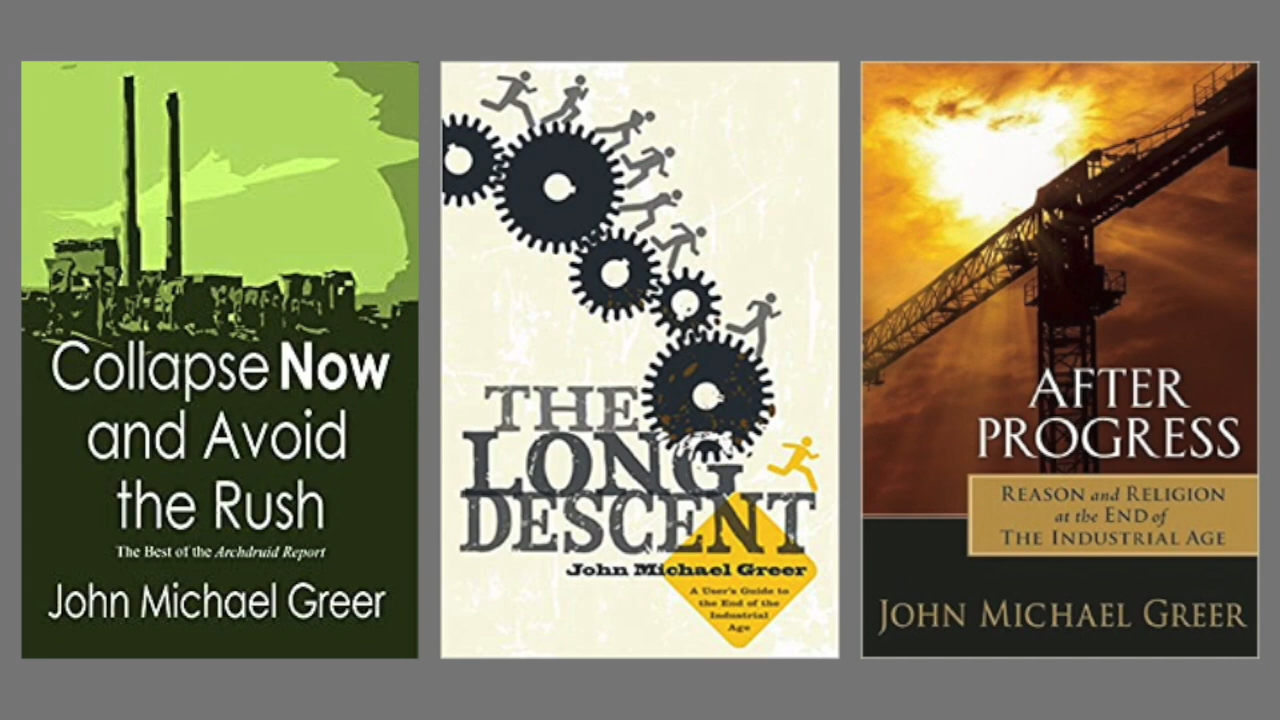 Collapse Now
and Avoid
the Rush
The Best of the Archdruid Report
John Michael Greer
THE
LONG
DESCENT
John Michael Greer
A User's Guide to
the End of the
Industrial
Age
AFTER
PROGRESS
REASON and RELIGION
at the END of
THE INDUSTRIAL AGE
JOHN MICHAEL GREER